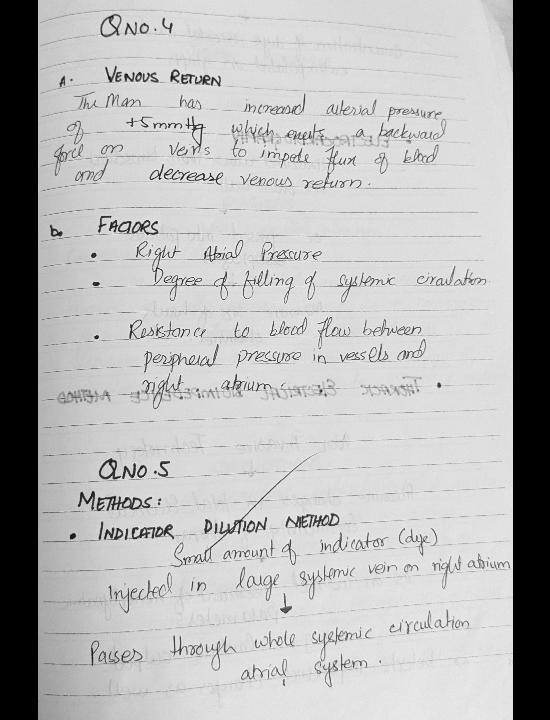 QNO.4
A. VENOUS RETURN
The Man has increased aterial pressure
of +5mmHg which exerts a backward
force on veins to impete flux of blood
and decrease venous return.
b. FACTORS
• Right Atrial Pressure
• Degree of filling of systemic circulation
• Resistance to blood flow between
peripheral pressure in vessels and
right atrium.
QNO.5
METHODS:
• INDICATOR DILUTION METHOD
Small amount of indicator (dye)
Injected in large systemic vein on right atrium
↓
Passes through whole systemic circulation
atrial system.